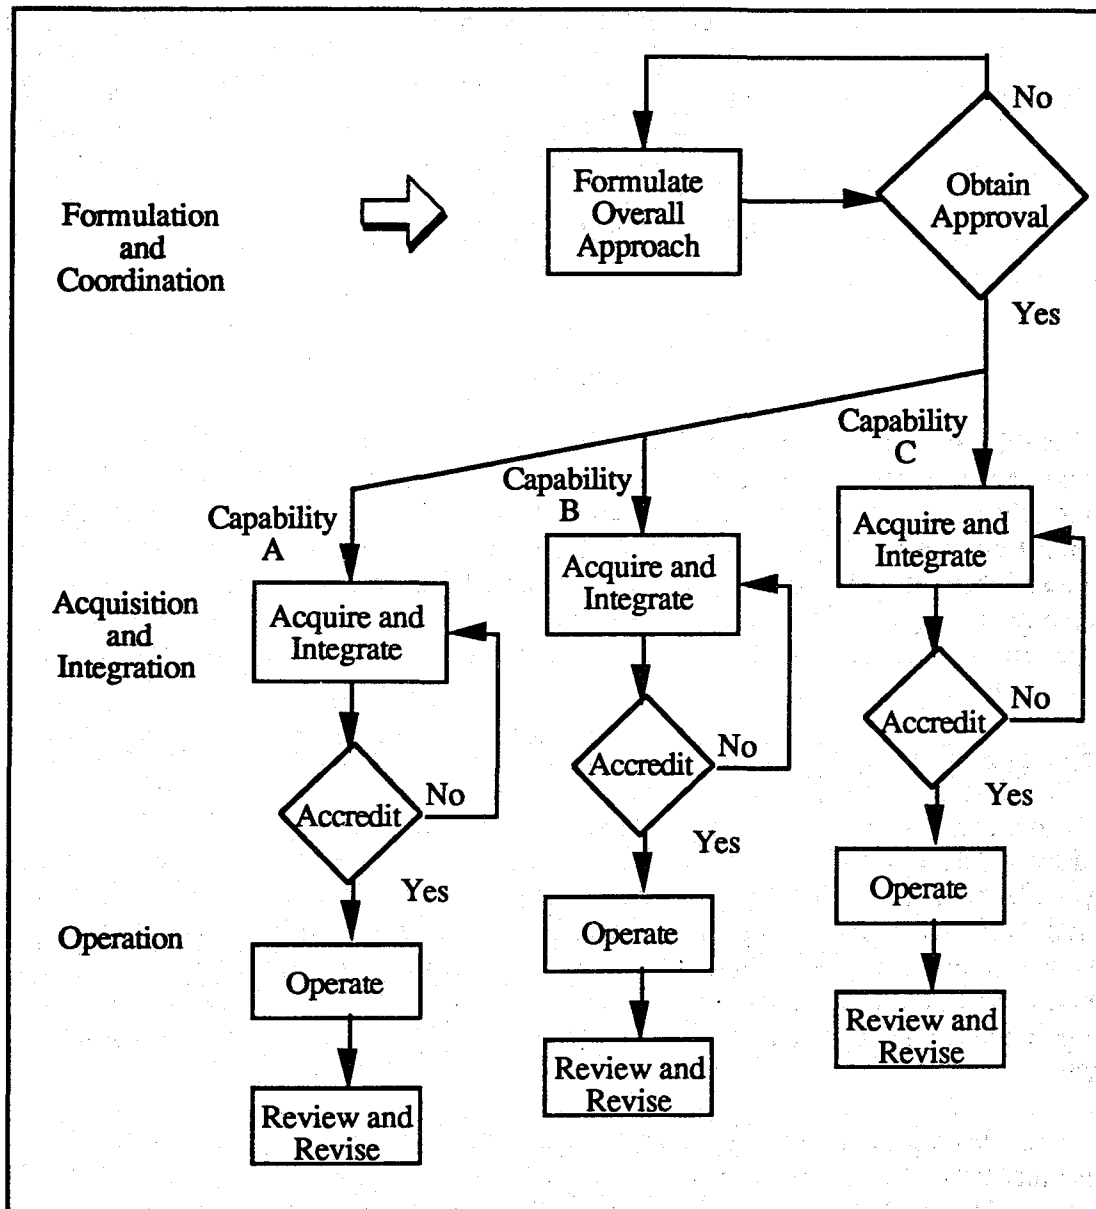 No
Formulate
Overall
Approach
Obtain
Approval
Formulation
and
Coordination
Yes
Capability
C
Capability
B
Capability
A
Acquire and
Integrate
Acquire and
Integrate
Acquire and
Integrate
Acquisition
and
Integration
No
Accredit
No
Accredit
No
Accredit
Yes
Yes
Yes
Operate
Operate
Operation
Operate
Review and
Revise
Review and
Revise
Review and
Revise